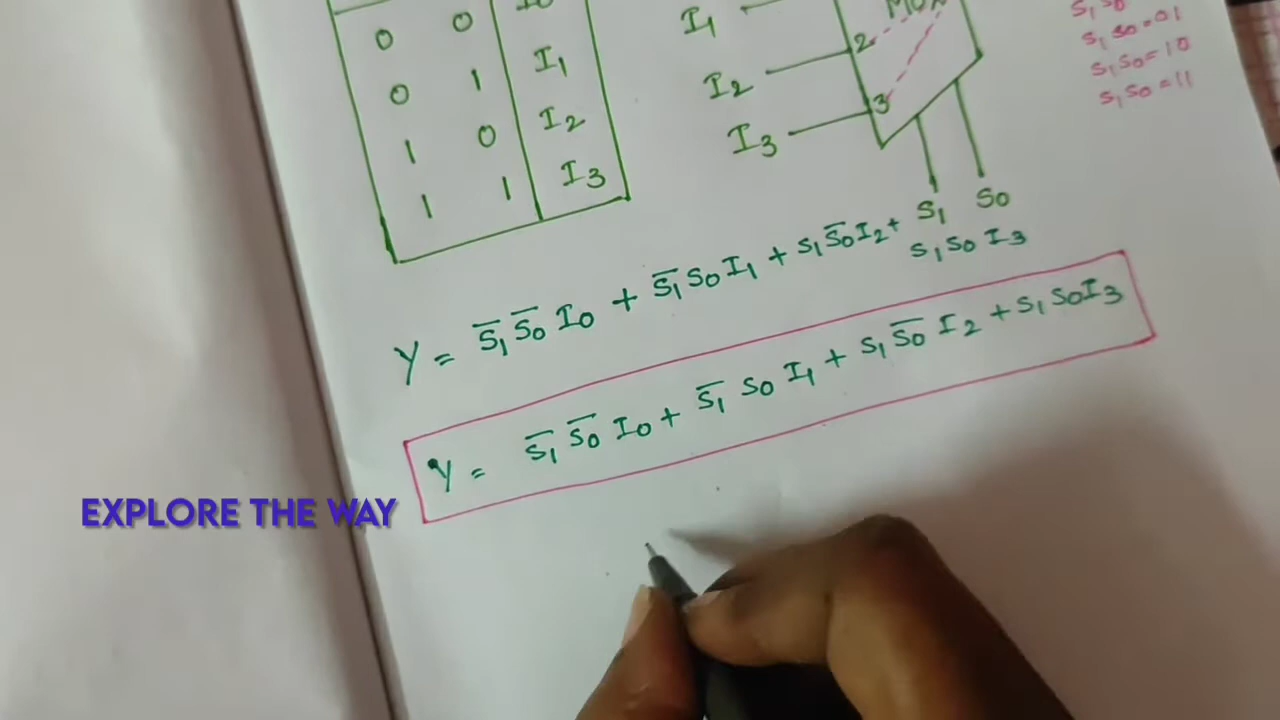 0 0 I0
0 1 I1
1 0 I2
1 1 I3
I1
I2
I3
2
3
MUX
S1 S0
S1 S0 = 01
S1 S0 = 10
S1 S0 = 11
S1 S0
Y = S̅1 S̅0 I0 + S̅1 S0 I1 + S1 S̅0 I2 +
S1 S0 I3
Y = S̅1 S̅0 I0 + S̅1 S0 I1 + S1 S̅0 I2 + S1 S0 I3
EXPLORE THE WAY